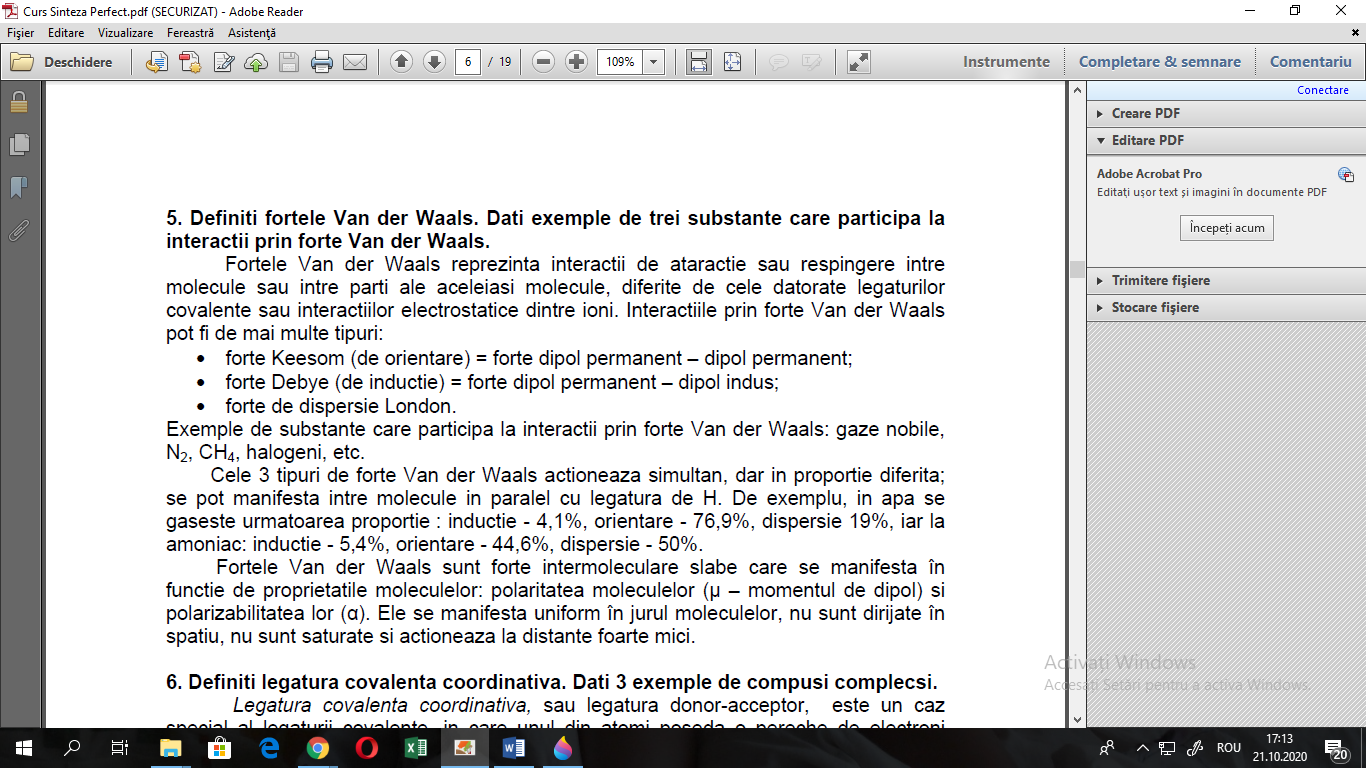 Curs Sinteza Perfect.pdf (SECURIZAT) - Adobe Reader
Fişier Editare Vizualizare Fereastră Asistenţă
Deschidere 6 / 19 109% Instrumente Completare & semnare Comentariu
Conectare
Creare PDF
Editare PDF
Adobe Acrobat Pro
Editați ușor text și imagini în documente PDF
Începeți acum
Trimitere fişiere
Stocare fişiere
5. Definiti fortele Van der Waals. Dati exemple de trei substante care participa la
interactii prin forte Van der Waals.
Fortele Van der Waals reprezinta interactii de ataractie sau respingere intre
molecule sau intre parti ale aceleiasi molecule, diferite de cele datorate legaturilor
covalente sau interactiilor electrostatice dintre ioni. Interactiile prin forte Van der Waals
pot fi de mai multe tipuri:
• forte Keesom (de orientare) = forte dipol permanent – dipol permanent;
• forte Debye (de inductie) = forte dipol permanent – dipol indus;
• forte de dispersie London.
Exemple de substante care participa la interactii prin forte Van der Waals: gaze nobile,
N₂, CH₄, halogeni, etc.
Cele 3 tipuri de forte Van der Waals actioneaza simultan, dar in proportie diferita;
se pot manifesta intre molecule in paralel cu legatura de H. De exemplu, in apa se
gaseste urmatoarea proportie : inductie - 4,1%, orientare - 76,9%, dispersie 19%, iar la
amoniac: inductie - 5,4%, orientare - 44,6%, dispersie - 50%.
Fortele Van der Waals sunt forte intermoleculare slabe care se manifesta în
functie de proprietatile moleculelor: polaritatea moleculelor (μ – momentul de dipol) si
polarizabilitatea lor (α). Ele se manifesta uniform în jurul moleculelor, nu sunt dirijate în
spatiu, nu sunt saturate si actioneaza la distante foarte mici.
6. Definiti legatura covalenta coordinativa. Dati 3 exemple de compusi complecsi.
Legatura covalenta coordinativa, sau legatura donor-acceptor, este un caz
special al legaturii covalente, in care unul din atomi poseda o pereche de electroni
Activați Windows
Accesați Setări pentru a activa Windows.
ROU
17:13
21.10.2020
20